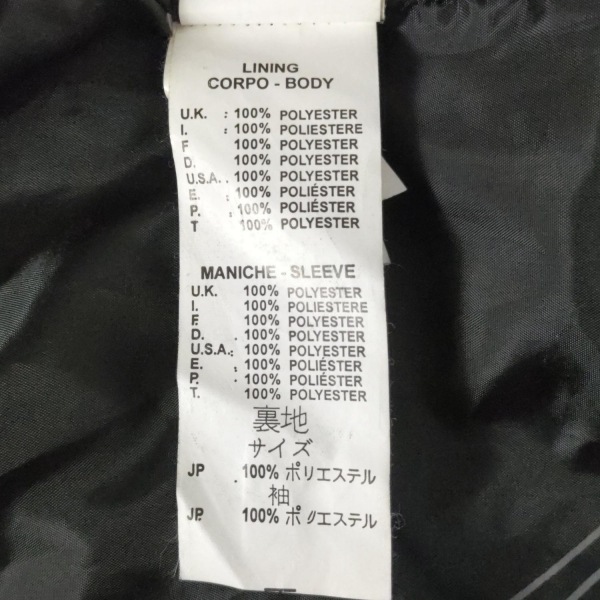 LINING
CORPO - BODY
U.K. : 100% POLYESTER
I. : 100% POLIESTERE
F 100% POLYESTER
D. 100% POLYESTER
U.S.A. . 100% POLYESTER
E. : 100% POLIÉSTER
P. : 100% POLIÉSTER
T 100% POLYESTER
MANICHE - SLEEVE
U.K. 100% POLYESTER
I. 100% POLIESTERE
F. 100% POLYESTER
D. 100% POLYESTER
U.S.A.: 100% POLYESTER
E. 100% POLIÉSTER
P. 100% POLIÉSTER
T. 100% POLYESTER
裏地
サイズ
JP . 100% ポリエステル
袖
JP. 100% ポリエステル